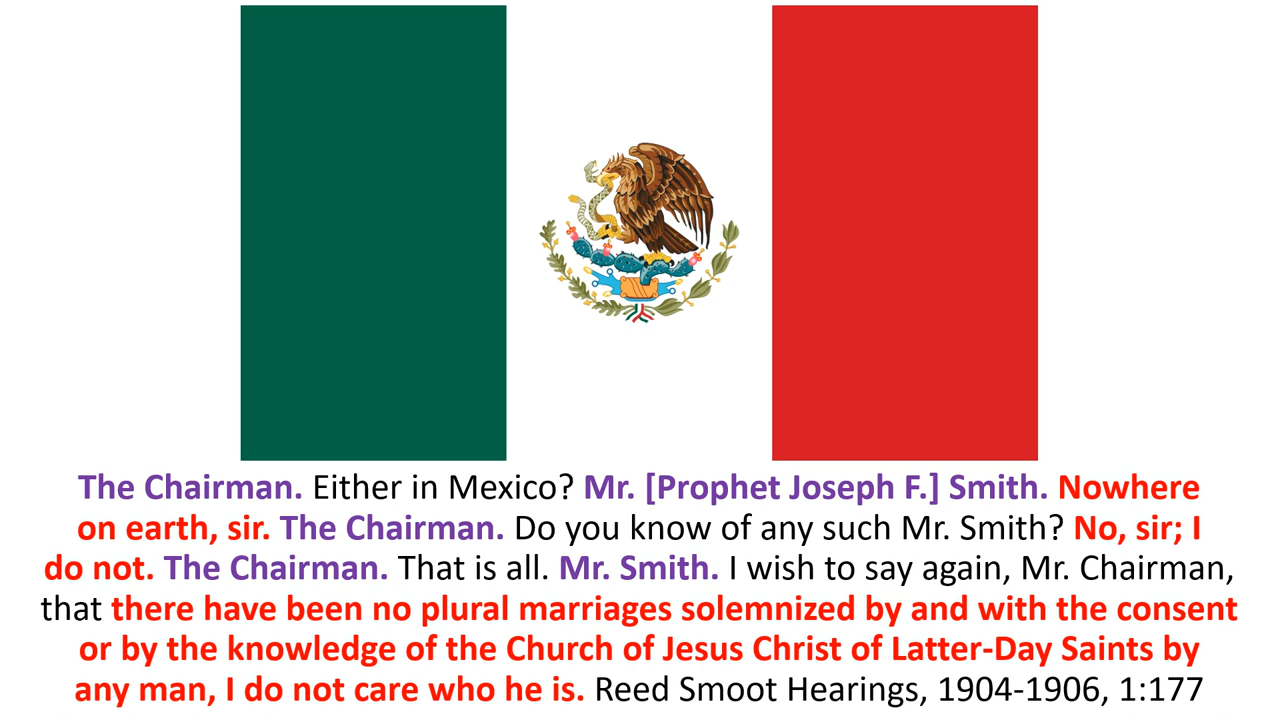 The Chairman. Either in Mexico? Mr. [Prophet Joseph F.] Smith. Nowhere
on earth, sir. The Chairman. Do you know of any such Mr. Smith? No, sir; I
do not. The Chairman. That is all. Mr. Smith. I wish to say again, Mr. Chairman,
that there have been no plural marriages solemnized by and with the consent
or by the knowledge of the Church of Jesus Christ of Latter-Day Saints by
any man, I do not care who he is. Reed Smoot Hearings, 1904-1906, 1:177